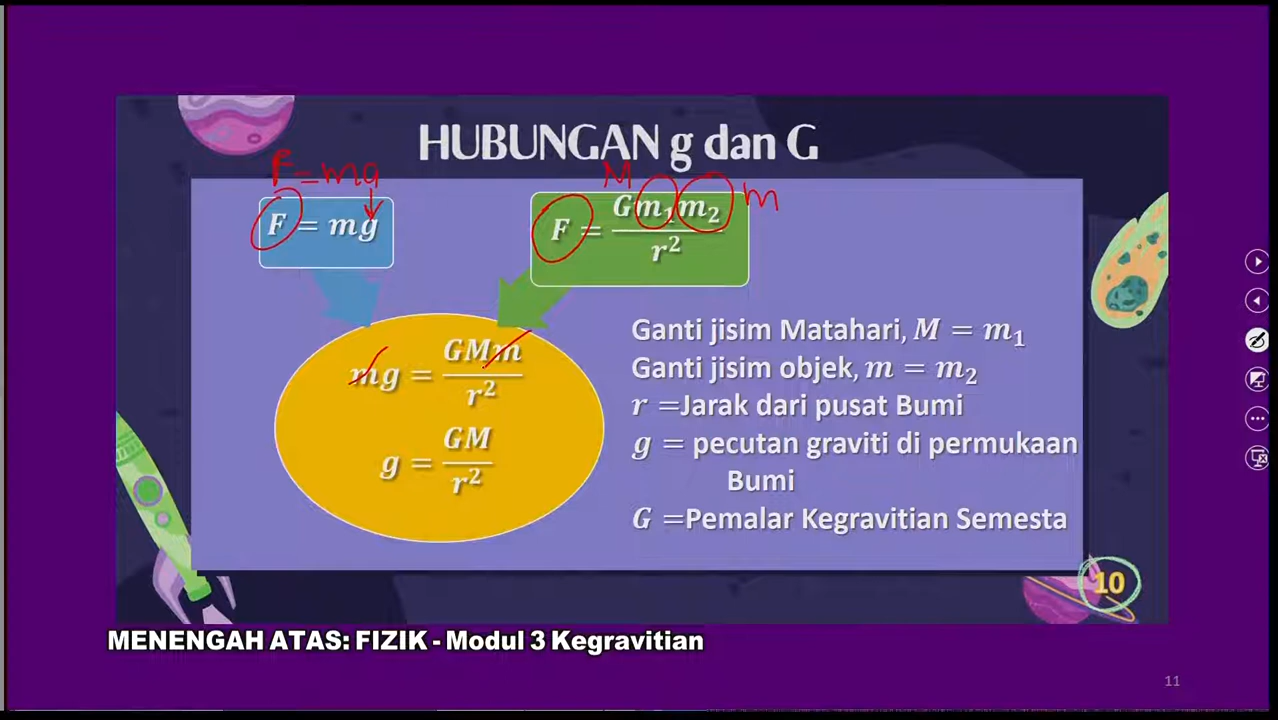 HUBUNGAN g dan G
F=mg
M
F = mg
F = Gm₁m₂ / r²
m
mg = GMm / r²
g = GM / r²
Ganti jisim Matahari, M = m₁
Ganti jisim objek, m = m₂
r =Jarak dari pusat Bumi
g = pecutan graviti di permukaan
Bumi
G =Pemalar Kegravitian Semesta
10
MENENGAH ATAS: FIZIK - Modul 3 Kegravitian
11